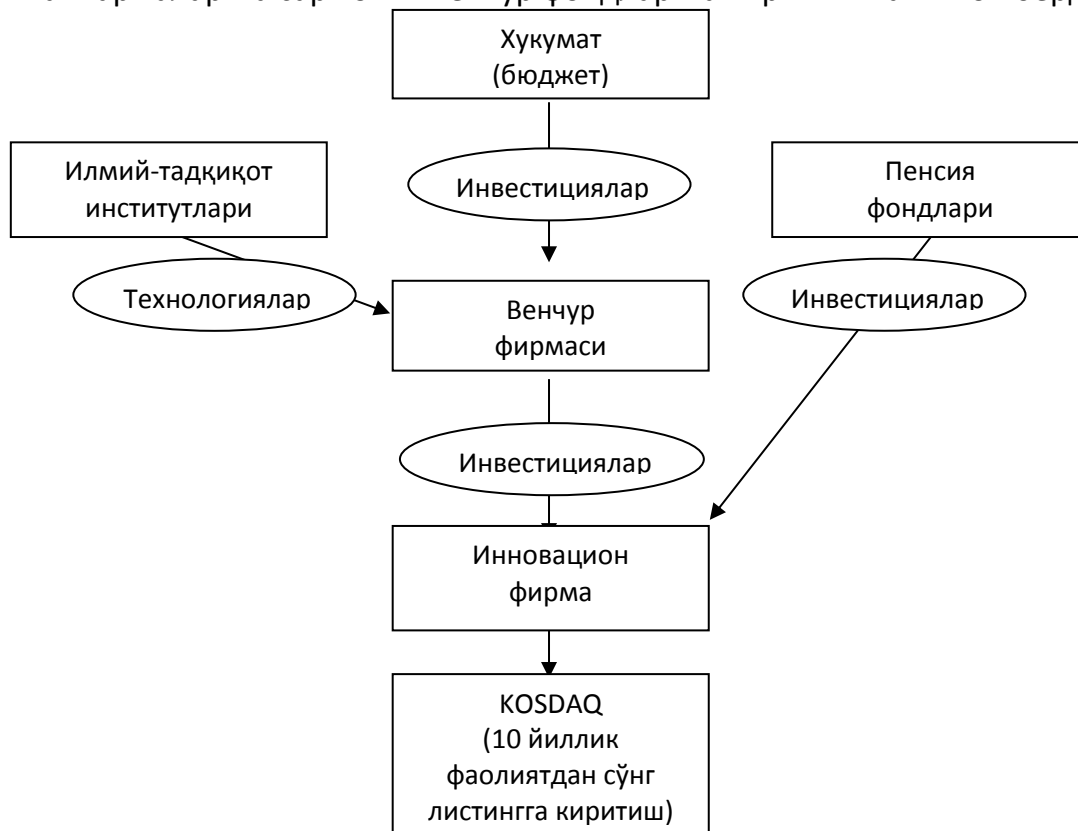 Хукумат
(бюджет)
Инвестициялар
Илмий-тадқиқот
институтлари
Пенсия
фондлари
Технологиялар
Инвестициялар
Венчур
фирмаси
Инвестициялар
Инновацион
фирма
KOSDAQ
(10 йиллик
фаолиятдан сўнг
листингга киритиш)